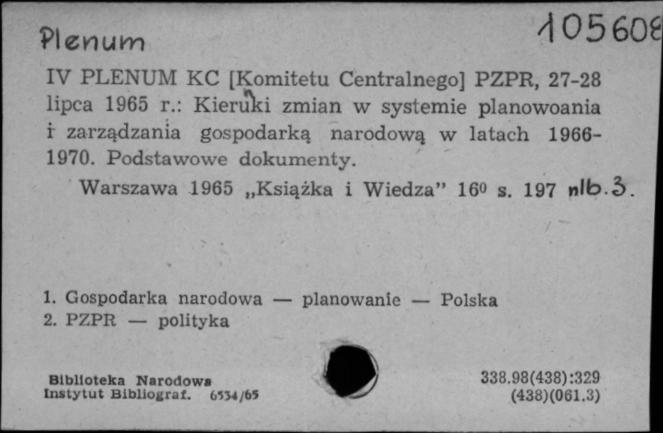 Plenum 105608
IV PLENUM KC [Komitetu Centralnego] PZPR, 27-28
lipca 1965 r.: Kieruki zmian w systemie planowoania
i zarządzania gospodarką narodową w latach 1966-
1970. Podstawowe dokumenty.
Warszawa 1965 „Książka i Wiedza” 16º s. 197 nlb. 3.
1. Gospodarka narodowa — planowanie — Polska
2. PZPR — polityka
Biblioteka Narodowa 338.98(438):329
Instytut Bibliograf. 6534/65 (438)(061.3)